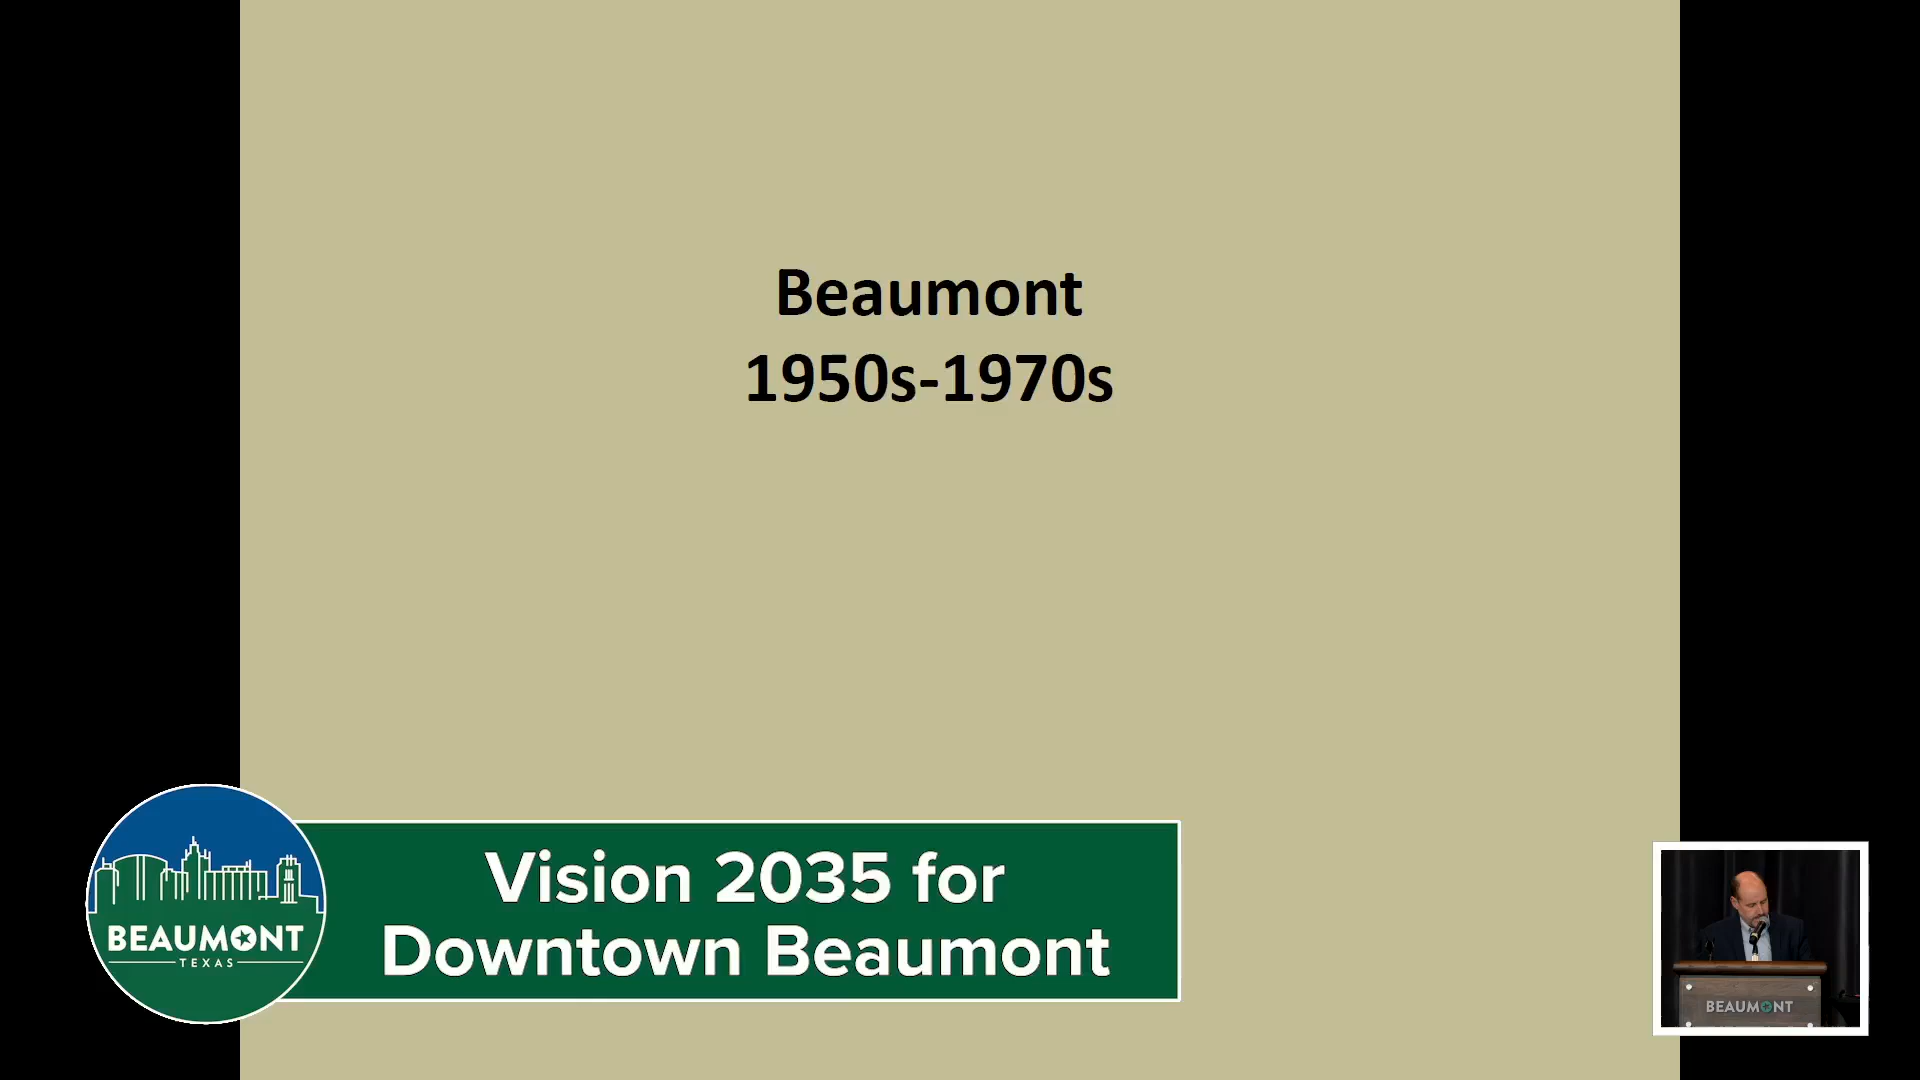 Beaumont
1950s-1970s
Vision 2035 for
Downtown Beaumont
BEAUMONT
TEXAS
BEAUMONT